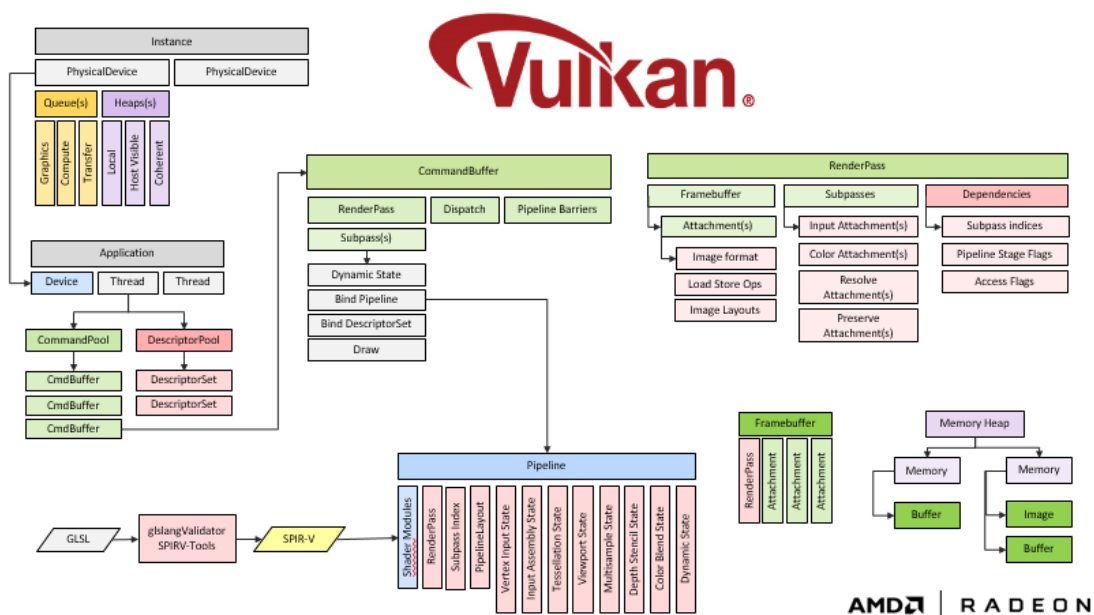 Vulkan®
Instance
PhysicalDevice
PhysicalDevice
Queue(s)
Heaps(s)
Graphics
Compute
Transfer
Local
Host Visible
Coherent
Application
Device
Thread
Thread
CommandPool
DescriptorPool
CmdBuffer
DescriptorSet
CmdBuffer
DescriptorSet
CmdBuffer
CommandBuffer
RenderPass
Dispatch
Pipeline Barriers
Subpass(s)
Dynamic State
Bind Pipeline
Bind DescriptorSet
Draw
RenderPass
Framebuffer
Subpasses
Dependencies
Attachment(s)
Input Attachment(s)
Subpass indices
Image format
Color Attachment(s)
Pipeline Stage Flags
Load Store Ops
Resolve
Attachment(s)
Access Flags
Image Layouts
Preserve
Attachment(s)
Pipeline
Shader Modules
RenderPass
Subpass Index
PipelineLayout
Vertex Input State
Input Assembly State
Tessellation State
Viewport State
Multisample State
Depth Stencil State
Color Blend State
Dynamic State
GLSL
glslangValidator
SPIRV-Tools
SPIR-V
Framebuffer
RenderPass
Attachment
Attachment
Attachment
Memory Heap
Memory
Memory
Buffer
Image
Buffer
AMD | RADEON